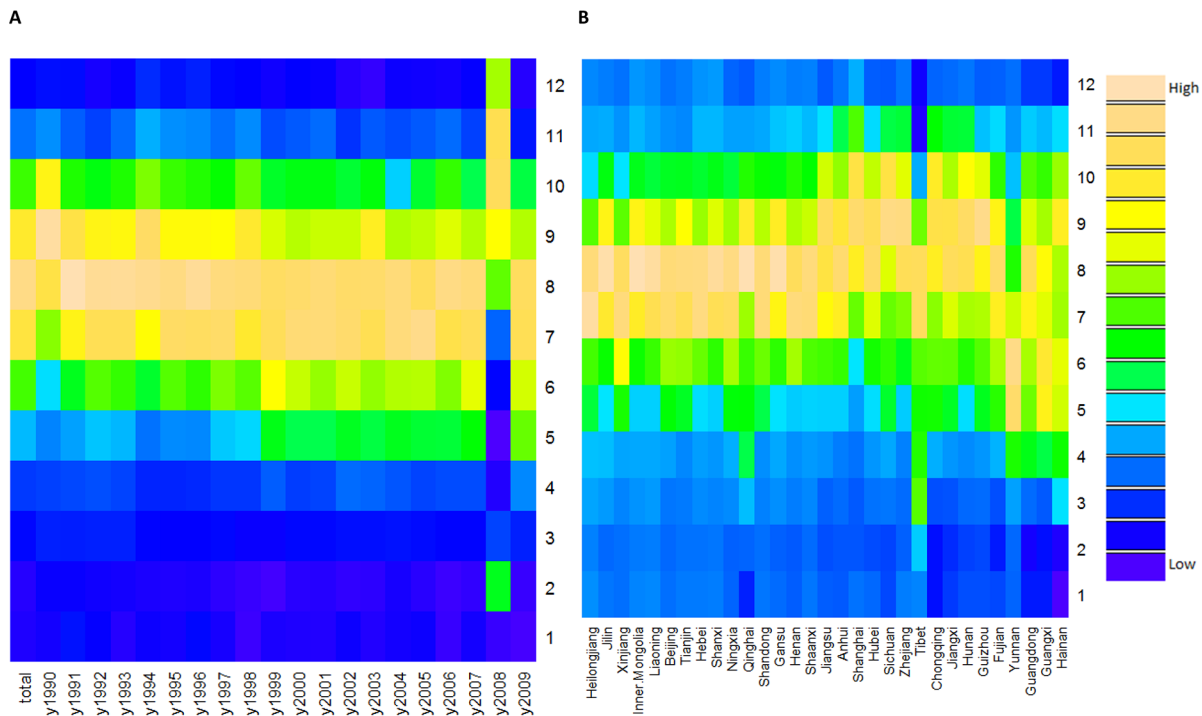 A
B
12
11
10
9
8
7
6
5
4
3
2
1
total
y1990
y1991
y1992
y1993
y1994
y1995
y1996
y1997
y1998
y1999
y2000
y2001
y2002
y2003
y2004
y2005
y2006
y2007
y2008
y2009
12
11
10
9
8
7
6
5
4
3
2
1
Heilongjiang
Jilin
Xinjiang
Inner.Mongolia
Liaoning
Beijing
Tianjin
Hebei
Shanxi
Ningxia
Qinghai
Shandong
Gansu
Henan
Shaanxi
Jiangsu
Anhui
Shanghai
Hubei
Sichuan
Zhejiang
Tibet
Chongqing
Jiangxi
Hunan
Guizhou
Fujian
Yunnan
Guangdong
Guangxi
Hainan
High
Low